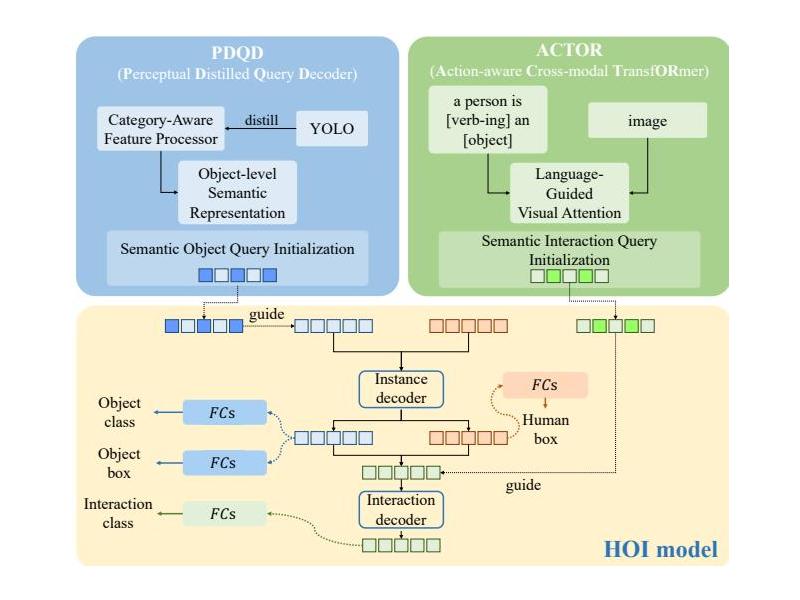 PDQD
(Perceptual Distilled Query Decoder)
Category-Aware
Feature Processor
distill
YOLO
Object-level
Semantic
Representation
Semantic Object Query Initialization
ACTOR
(Action-aware Cross-modal TransfORmer)
a person is
[verb-ing] an
[object]
image
Language-
Guided
Visual Attention
Semantic Interaction Query
Initialization
guide
Instance
decoder
FCs
Human
box
Object
class
FCs
Object
box
FCs
guide
Interaction
class
FCs
Interaction
decoder
HOI model